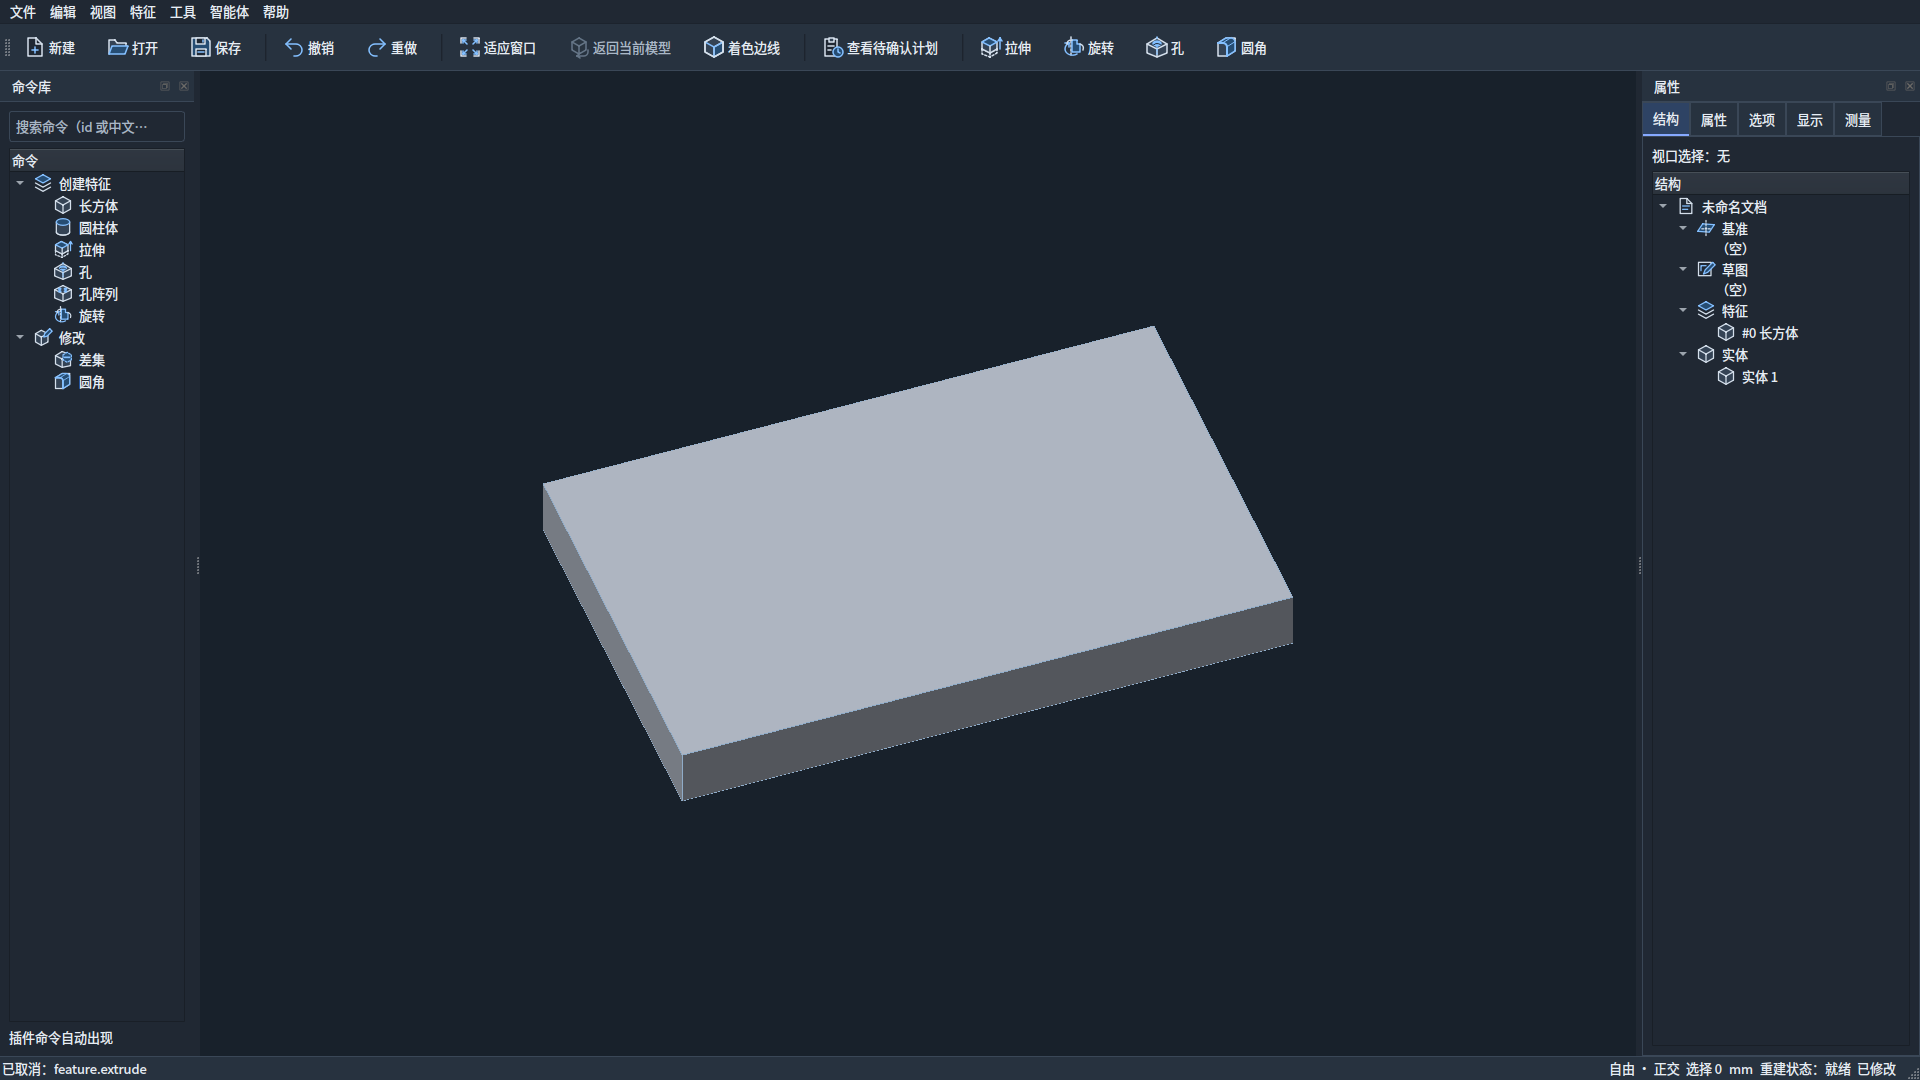 文件 编辑 视图 特征 工具 智能体 帮助
新建 打开 保存 撤销 重做 适应窗口 返回当前模型 着色边线 查看待确认计划 拉伸 旋转 孔 圆角
命令库
搜索命令（id 或中文…
命令
创建特征
长方体
圆柱体
拉伸
孔
孔阵列
旋转
修改
差集
圆角
插件命令自动出现
属性
结构 属性 选项 显示 测量
视口选择：无
结构
未命名文档
基准
（空）
草图
（空）
特征
#0 长方体
实体
实体 1
已取消：feature.extrude
自由 · 正交 选择 0 mm 重建状态：就绪 已修改